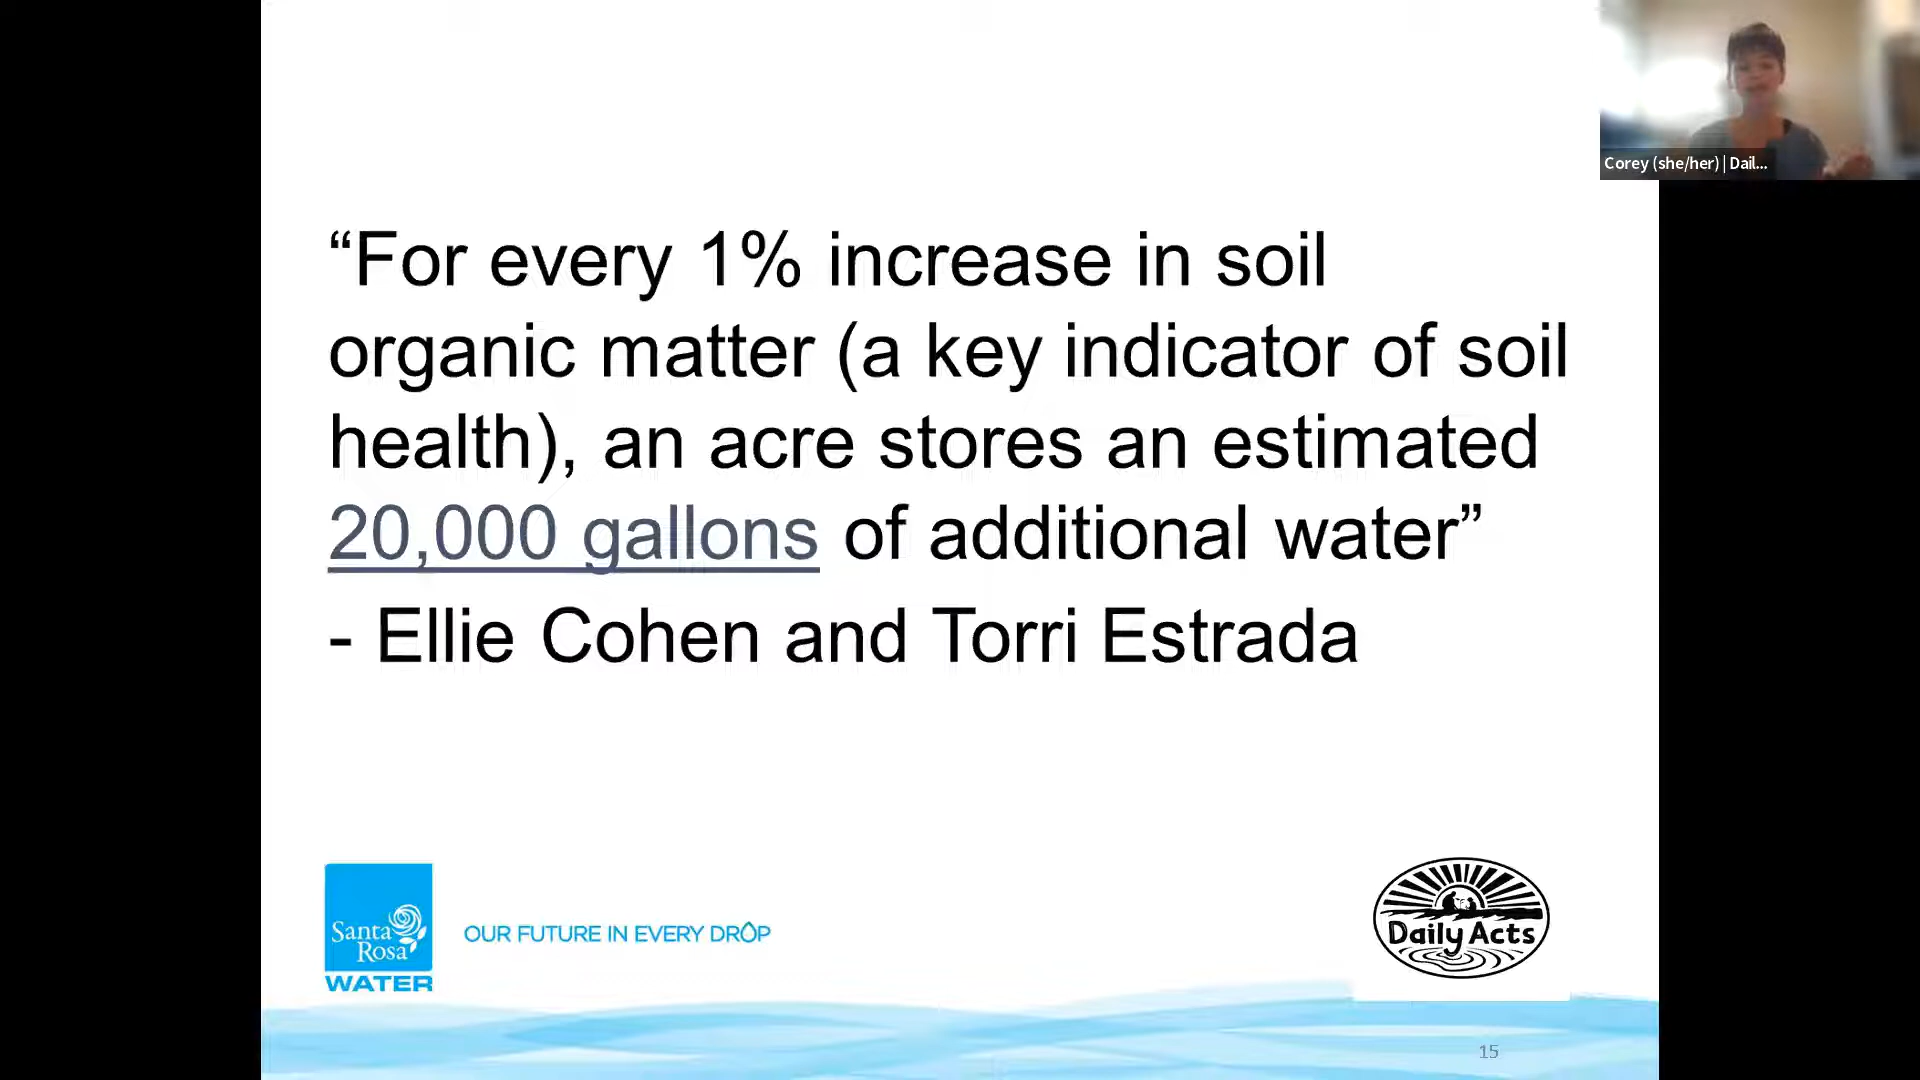 Corey (she/her) | Dail...
“For every 1% increase in soil
organic matter (a key indicator of soil
health), an acre stores an estimated
20,000 gallons of additional water”
- Ellie Cohen and Torri Estrada
Santa
Rosa
WATER
OUR FUTURE IN EVERY DROP
Daily Acts
15